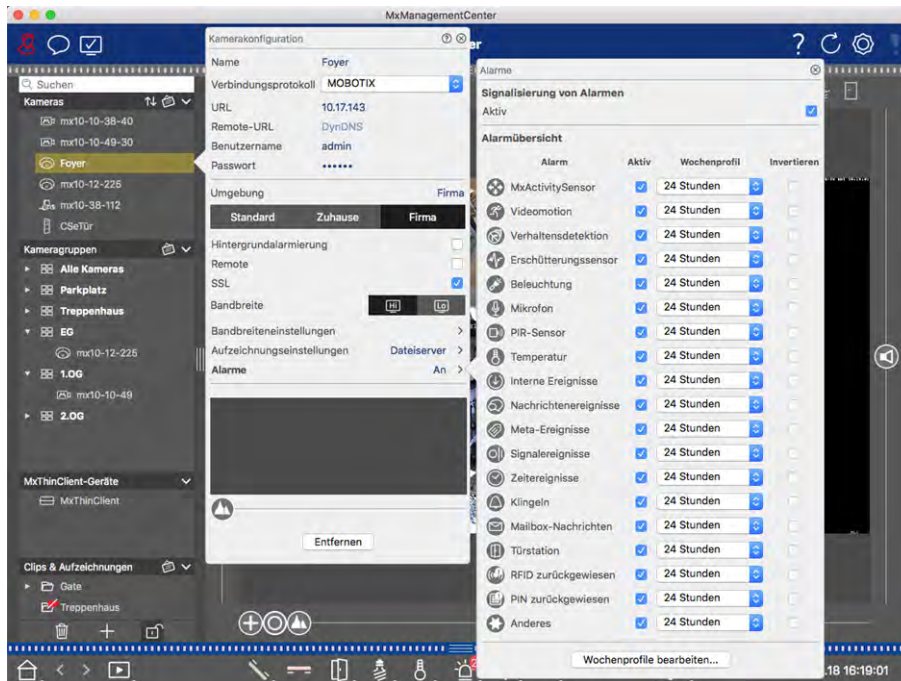 MxManagementCenter
Suchen
Kameras
mx10-10-38-40
mx10-10-49-30
Foyer
mx10-12-225
mx10-38-112
CSeTür
Kameragruppen
Alle Kameras
Parkplatz
Treppenhaus
EG
mx10-12-225
1.OG
mx10-10-49
2.OG
MxThinClient-Geräte
MxThinClient
Clips & Aufzeichnungen
Gate
Treppenhaus
Kamerakonfiguration
Name Foyer
Verbindungsprotokoll MOBOTIX
URL 10.17.143
Remote-URL DynDNS
Benutzername admin
Passwort ••••••
Umgebung Firma
Standard Zuhause Firma
Hintergrundalarmierung
Remote
SSL
Bandbreite Hi Lo
Bandbreiteneinstellungen >
Aufzeichnungseinstellungen Dateiserver >
Alarme An >
Entfernen
er
Alarme
Signalisierung von Alarmen
Aktiv
Alarmübersicht
Alarm Aktiv Wochenprofil Invertieren
MxActivitySensor 24 Stunden
Videomotion 24 Stunden
Verhaltensdetektion 24 Stunden
Erschütterungssensor 24 Stunden
Beleuchtung 24 Stunden
Mikrofon 24 Stunden
PIR-Sensor 24 Stunden
Temperatur 24 Stunden
Interne Ereignisse 24 Stunden
Nachrichtenereignisse 24 Stunden
Meta-Ereignisse 24 Stunden
Signalereignisse 24 Stunden
Zeitereignisse 24 Stunden
Klingeln 24 Stunden
Mailbox-Nachrichten 24 Stunden
Türstation 24 Stunden
RFID zurückgewiesen 24 Stunden
PIN zurückgewiesen 24 Stunden
Anderes 24 Stunden
Wochenprofile bearbeiten...
.18 16:19:01